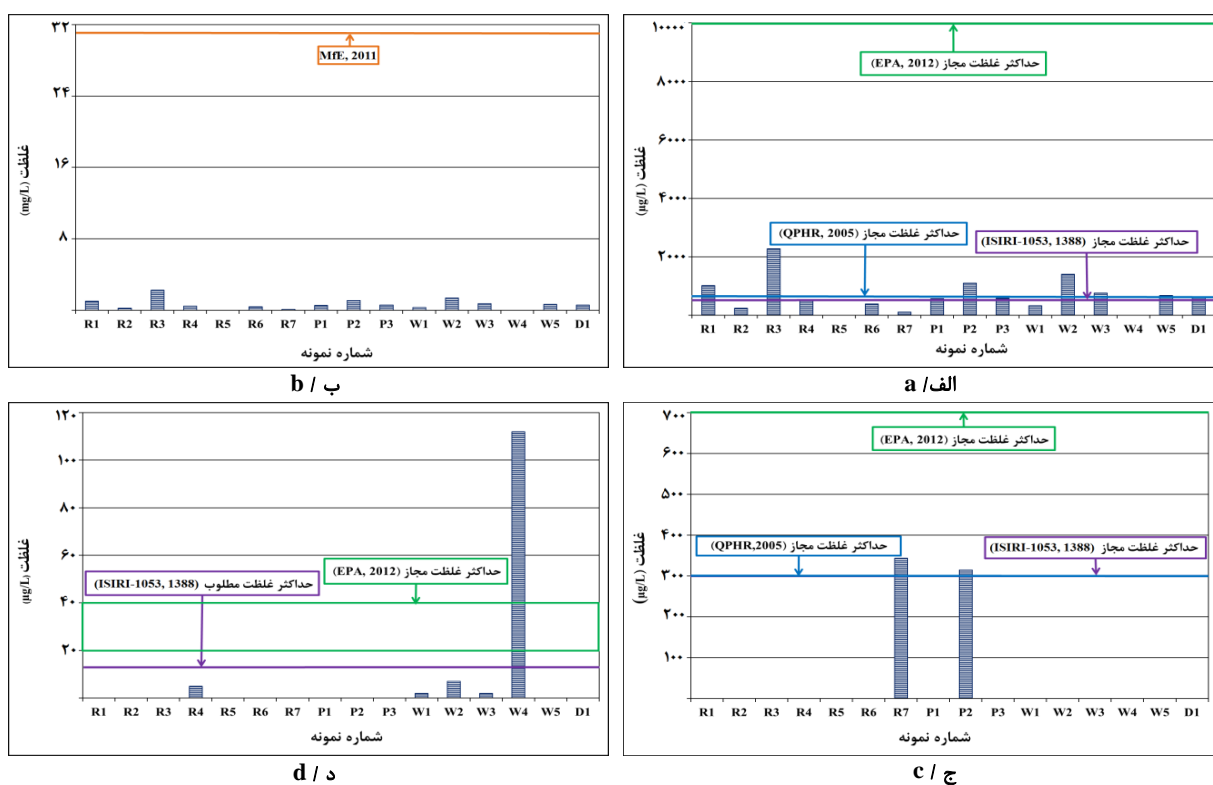 ۳۲
۲۴
۱۶
۸
غلظت (mg/L)
MfE, 2011
R1 R2 R3 R4 R5 R6 R7 P1 P2 P3 W1 W2 W3 W4 W5 D1
شماره نمونه
ب / b
۱۰۰۰۰
۸۰۰۰
۶۰۰۰
۴۰۰۰
۲۰۰۰
غلظت (µg/L)
حداکثر غلظت مجاز (EPA, 2012)
حداکثر غلظت مجاز (QPHR, 2005)
حداکثر غلظت مجاز (ISIRI-1053, 1388)
R1 R2 R3 R4 R5 R6 R7 P1 P2 P3 W1 W2 W3 W4 W5 D1
شماره نمونه
الف/ a
۱۲۰
۱۰۰
۸۰
۶۰
۴۰
۲۰
غلظت (µg/L)
حداکثر غلظت مجاز (EPA, 2012)
حداکثر غلظت مطلوب (ISIRI-1053, 1388)
R1 R2 R3 R4 R5 R6 R7 P1 P2 P3 W1 W2 W3 W4 W5 D1
شماره نمونه
د / d
۷۰۰
۶۰۰
۵۰۰
۴۰۰
۳۰۰
۲۰۰
۱۰۰
غلظت (µg/L)
حداکثر غلظت مجاز (EPA, 2012)
حداکثر غلظت مجاز (QPHR,2005)
حداکثر غلظت مجاز (ISIRI-1053, 1388)
R1 R2 R3 R4 R5 R6 R7 P1 P2 P3 W1 W2 W3 W4 W5 D1
شماره نمونه
ج / c